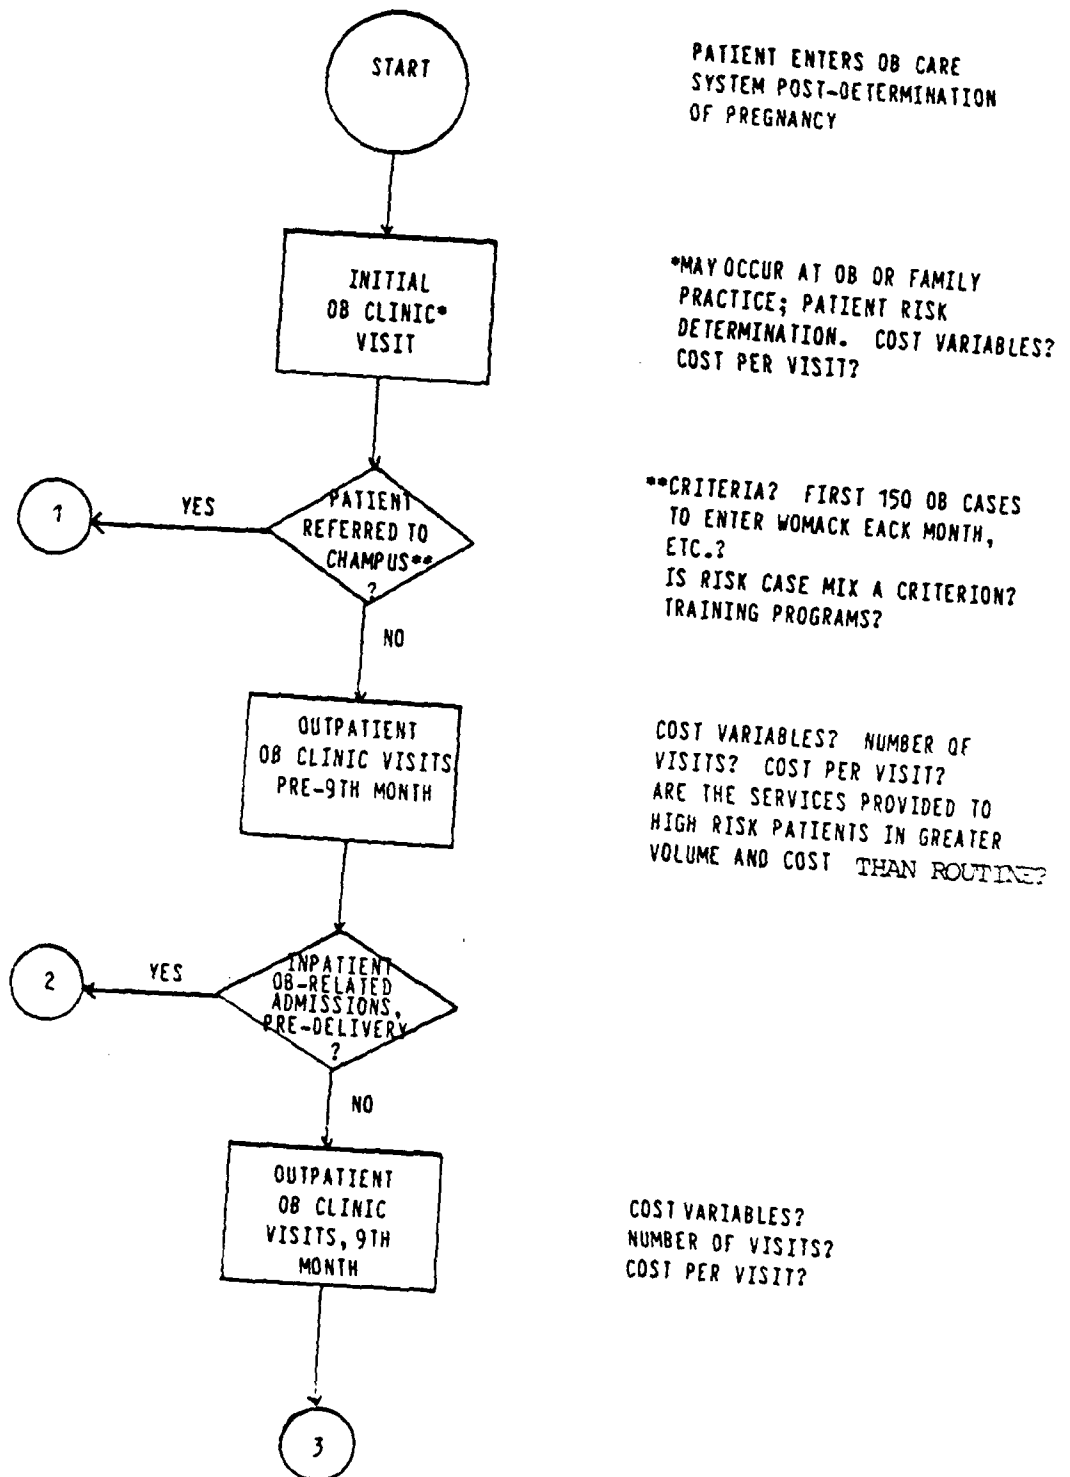 START
PATIENT ENTERS OB CARE
SYSTEM POST-DETERMINATION
OF PREGNANCY
INITIAL
OB CLINIC*
VISIT
*MAY OCCUR AT OB OR FAMILY
PRACTICE; PATIENT RISK
DETERMINATION. COST VARIABLES?
COST PER VISIT?
1
YES
PATIENT
REFERRED TO
CHAMPUS**
?
NO
**CRITERIA? FIRST 150 OB CASES
TO ENTER WOMACK EACK MONTH,
ETC.?
IS RISK CASE MIX A CRITERION?
TRAINING PROGRAMS?
OUTPATIENT
OB CLINIC VISITS
PRE-9TH MONTH
COST VARIABLES? NUMBER OF
VISITS? COST PER VISIT?
ARE THE SERVICES PROVIDED TO
HIGH RISK PATIENTS IN GREATER
VOLUME AND COST THAN ROUTINE?
2
YES
INPATIENT
OB-RELATED
ADMISSIONS,
PRE-DELIVERY
?
NO
OUTPATIENT
OB CLINIC
VISITS, 9TH
MONTH
COST VARIABLES?
NUMBER OF VISITS?
COST PER VISIT?
3